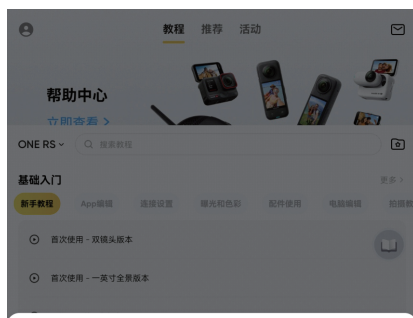 教程 推荐 活动
帮助中心
立即查看 >
ONE RS
搜索教程
基础入门 更多 >
新手教程 App编辑 连接设置 曝光和色彩 配件使用 电脑编辑 拍摄教
首次使用 - 双镜头版本
首次使用 - 一英寸全景版本